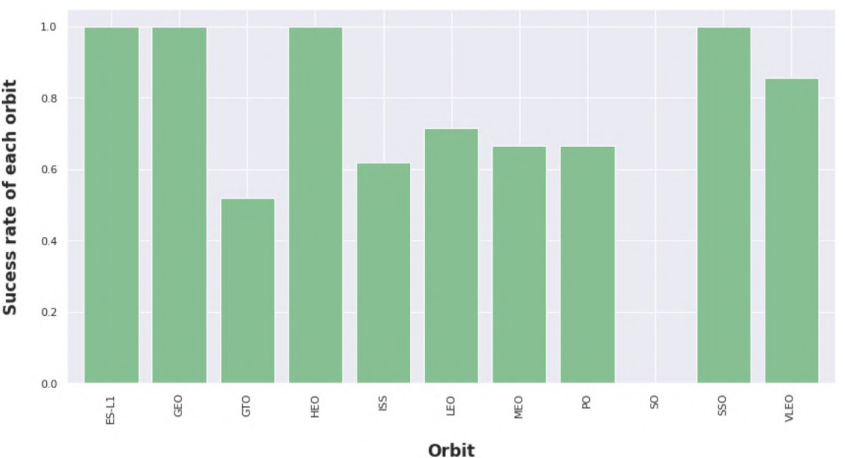 Sucess rate of each orbit
1.0
0.8
0.6
0.4
0.2
0.0
ES-L1
GEO
GTO
HEO
ISS
LEO
MEO
PO
SO
SSO
VLEO
Orbit